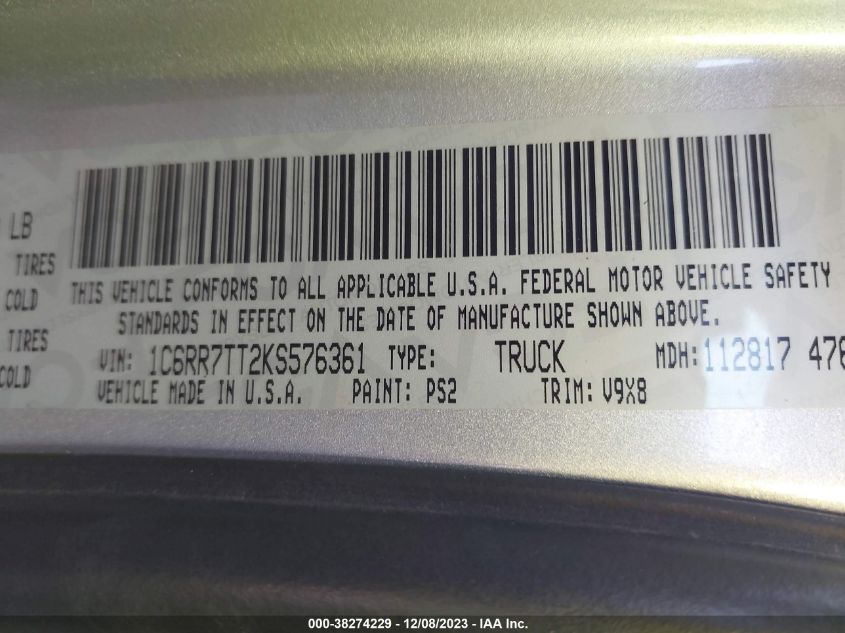 LB
TIRES
COLD
TIRES
COLD
THIS VEHICLE CONFORMS TO ALL APPLICABLE U.S.A. FEDERAL MOTOR VEHICLE SAFETY
STANDARDS IN EFFECT ON THE DATE OF MANUFACTURE SHOWN ABOVE.
VIN: 1C6RR7TT2KS576361 TYPE: TRUCK MDH:112817 478
VEHICLE MADE IN U.S.A. PAINT: PS2 TRIM: V9X8
000-38274229 - 12/08/2023 - IAA Inc.